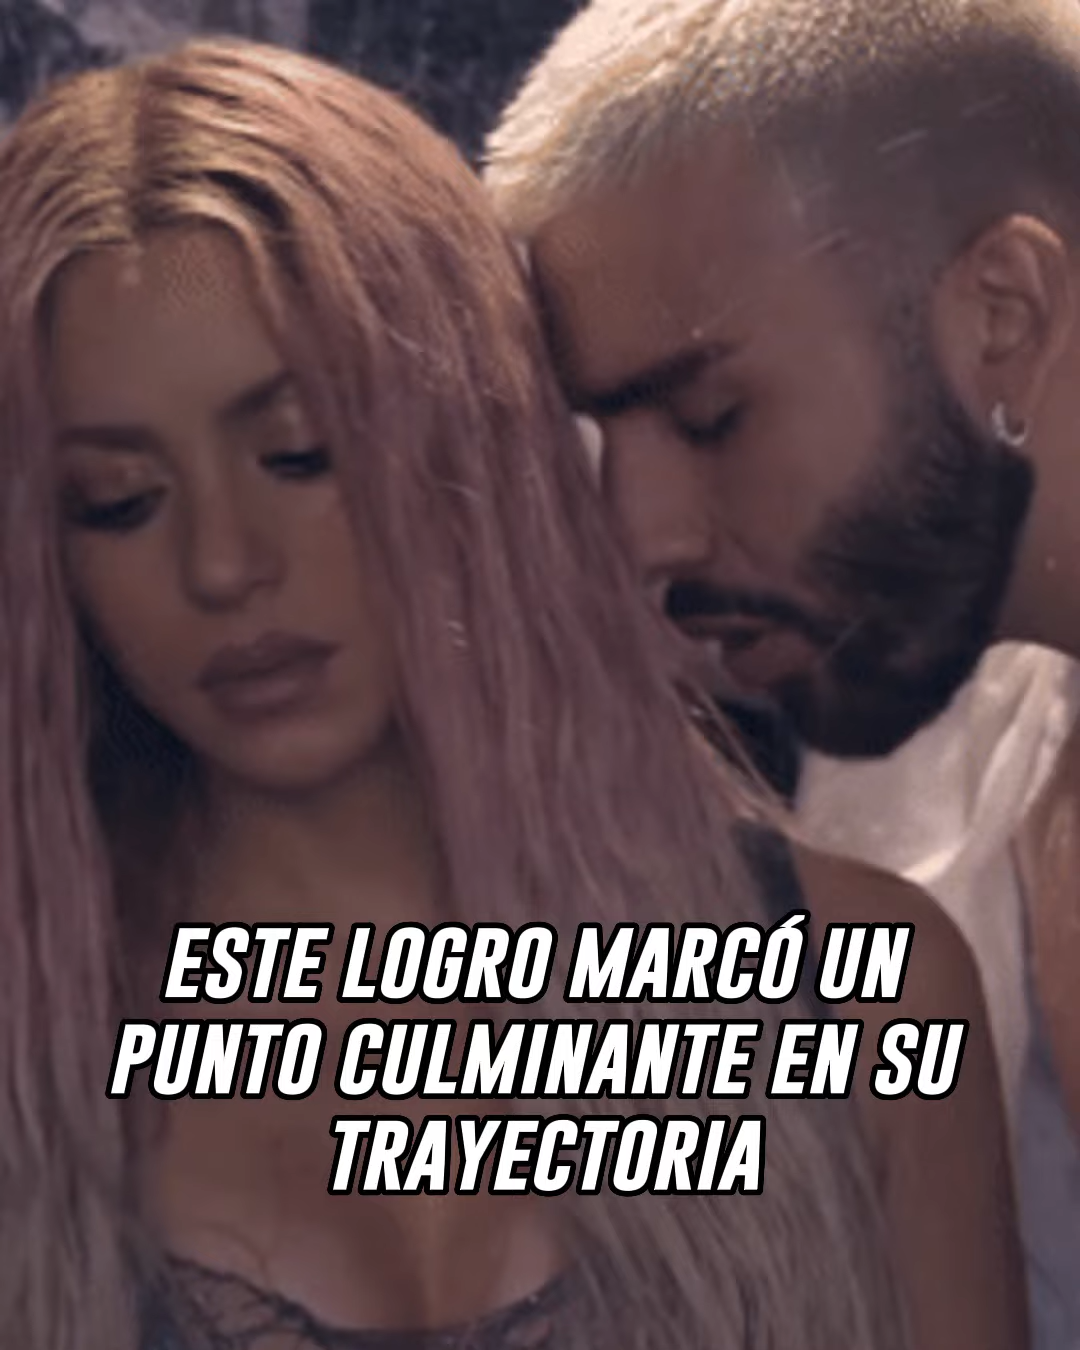 ESTE LOGRO MARCÓ UN
PUNTO CULMINANTE EN SU
TRAYECTORIA